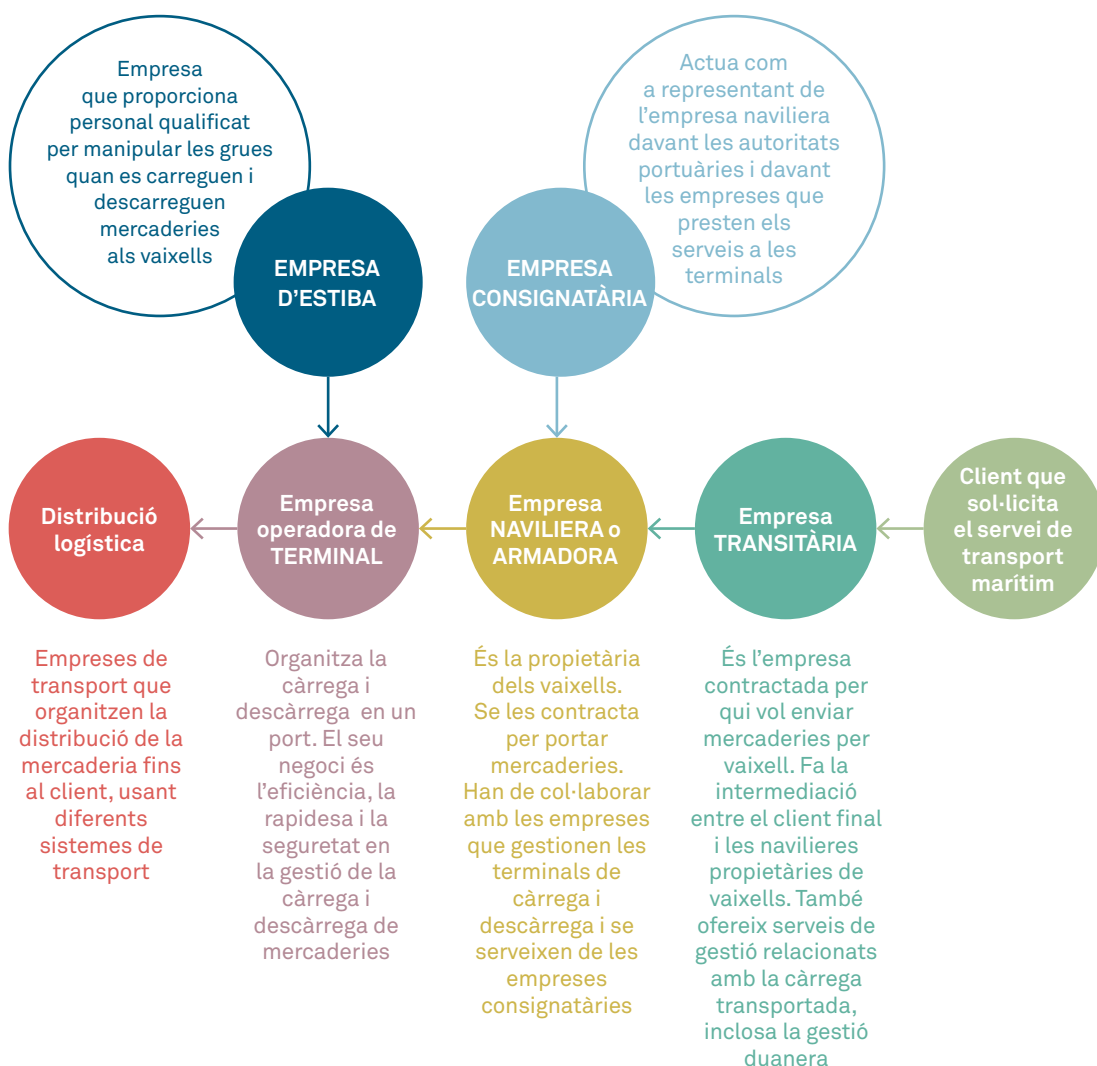 Empresa
que proporciona
personal qualificat
per manipular les grues
quan es carreguen i
descarreguen
mercaderies
als vaixells
EMPRESA
D'ESTIBA
Actua com
a representant de
l'empresa naviliera
davant les autoritats
portuàries i davant
les empreses que
presten els
serveis a les
terminals
EMPRESA
CONSIGNATÀRIA
Distribució
logística
Empresa
operadora de
TERMINAL
Empresa
NAVILIERA o
ARMADORA
Empresa
TRANSITÀRIA
Client que
sol·licita
el servei de
transport
marítim
Empreses de
transport que
organitzen la
distribució de la
mercaderia fins
al client, usant
diferents
sistemes de
transport
Organitza la
càrrega i
descàrrega en un
port. El seu
negoci és
l'eficiència, la
rapidesa i la
seguretat en
la gestió de la
càrrega i
descàrrega de
mercaderies
És la propietària
dels vaixells.
Se les contracta
per portar
mercaderies.
Han de col·laborar
amb les empreses
que gestionen les
terminals de
càrrega i
descàrrega i se
serveixen de les
empreses
consignatàries
És l'empresa
contractada per
qui vol enviar
mercaderies per
vaixell. Fa la
intermediació
entre el client final
i les navilieres
propietàries de
vaixells. També
ofereix serveis de
gestió relacionats
amb la càrrega
transportada,
inclosa la gestió
duanera